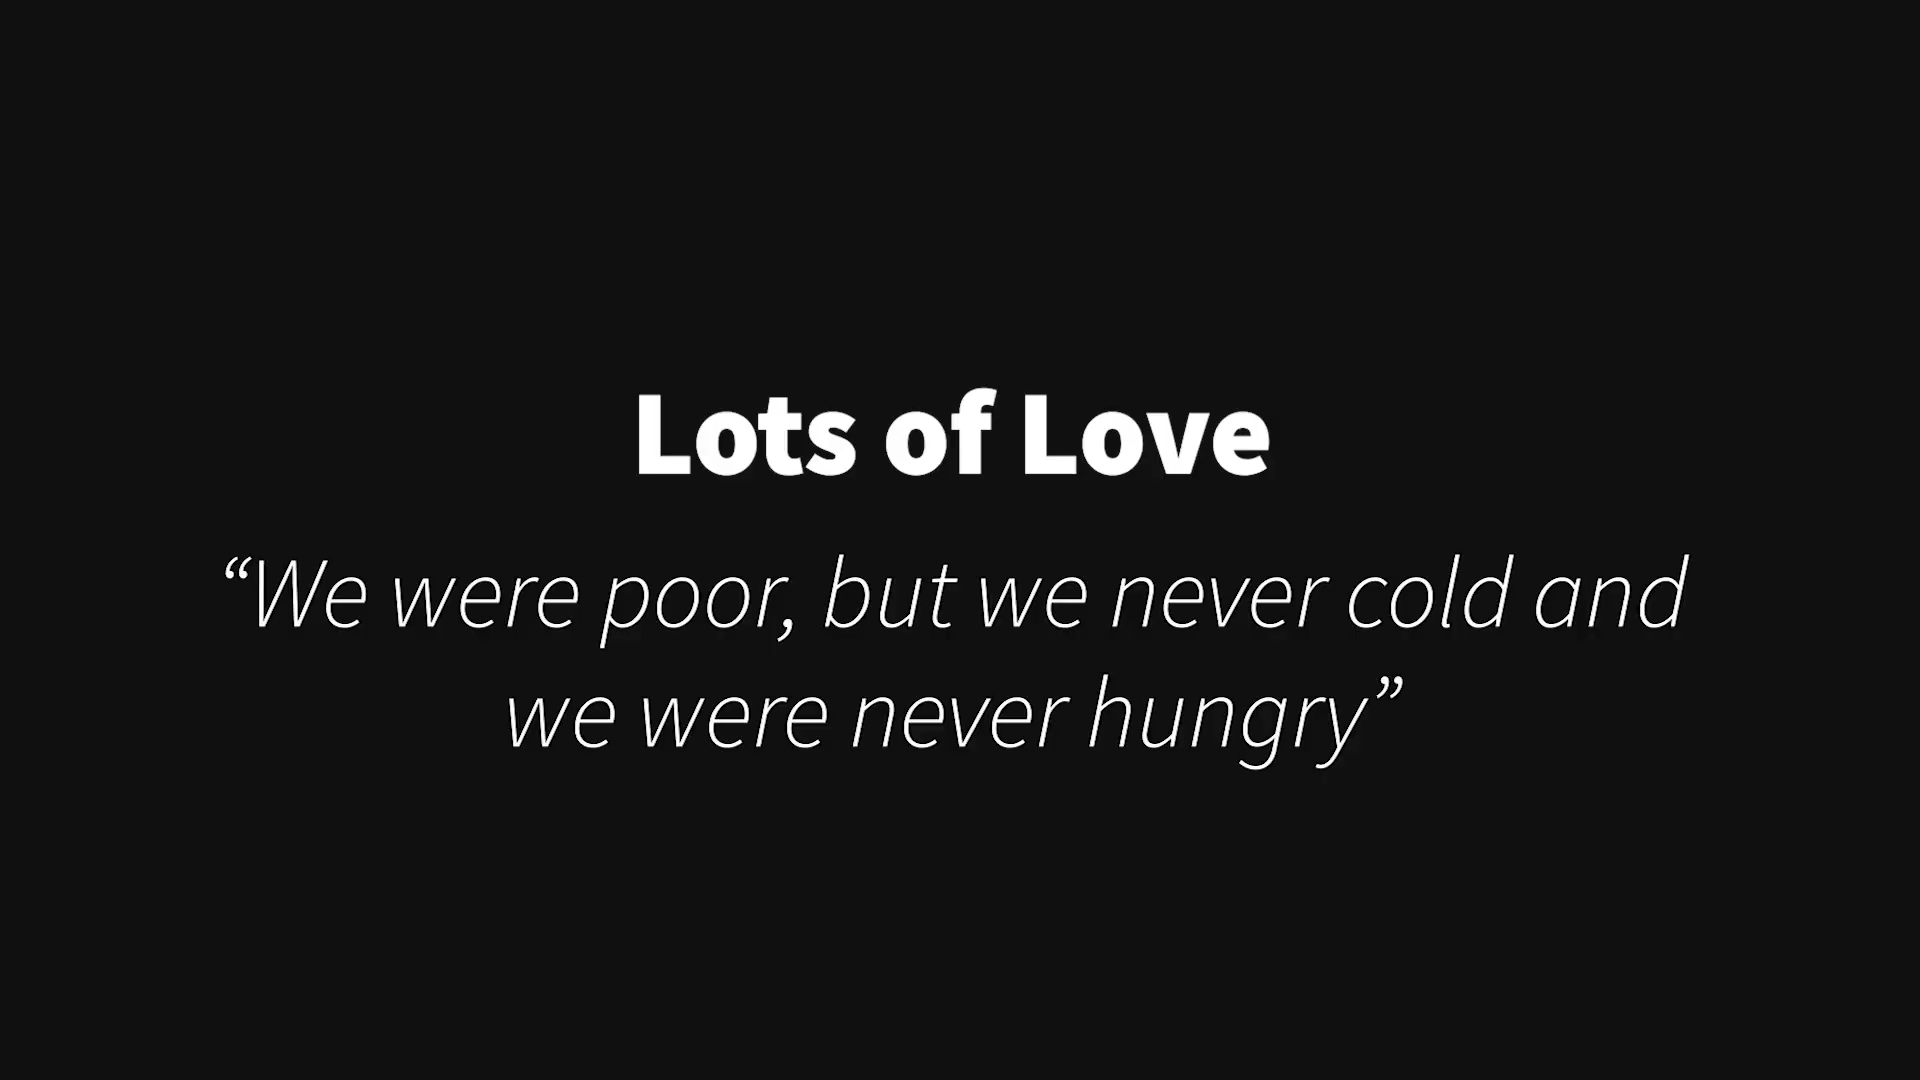 Lots of Love
“We were poor, but we never cold and
we were never hungry”